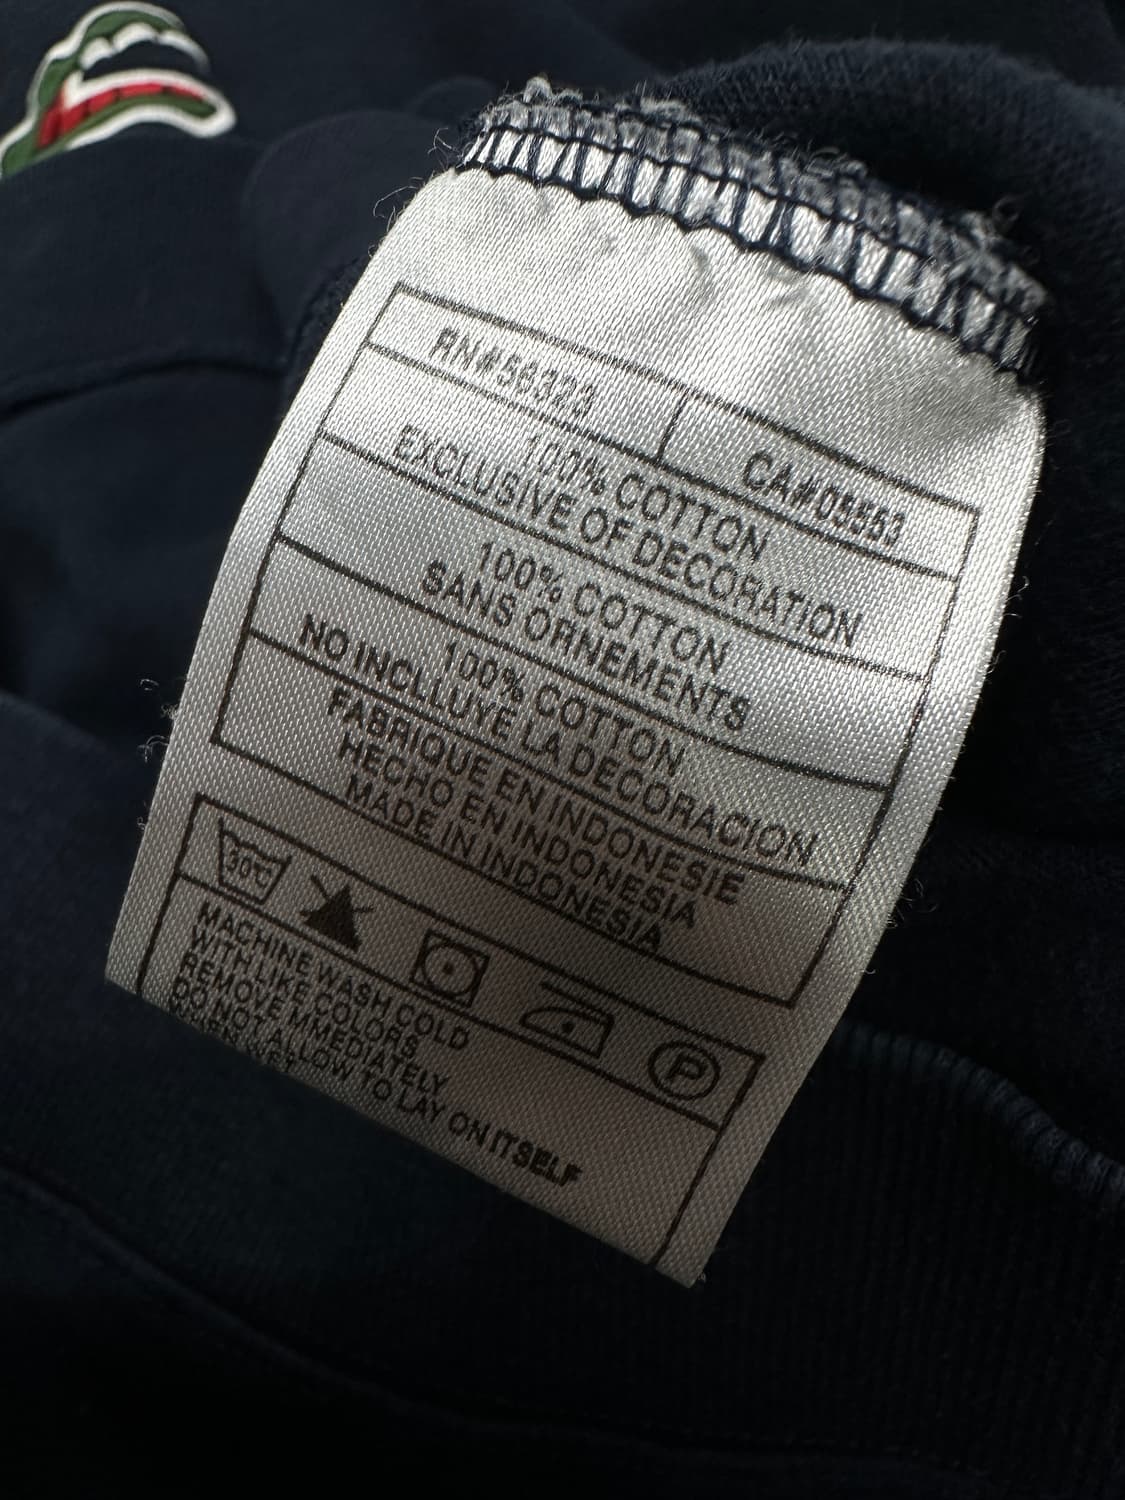 RN#56323
CA#05553
100% COTTON
EXCLUSIVE OF DECORATION
100% COTTON
SANS ORNEMENTS
100% COTTON
NO INCLLUYE LA DECORACION
FABRIQUE EN INDONESIE
HECHO EN INDONESIA
MADE IN INDONESIA
30℃
P
MACHINE WASH COLD
WITH LIKE COLORS
REMOVE MMEDIATELY
DO NOT ALLOW TO LAY ON ITSELF
WHEN WET